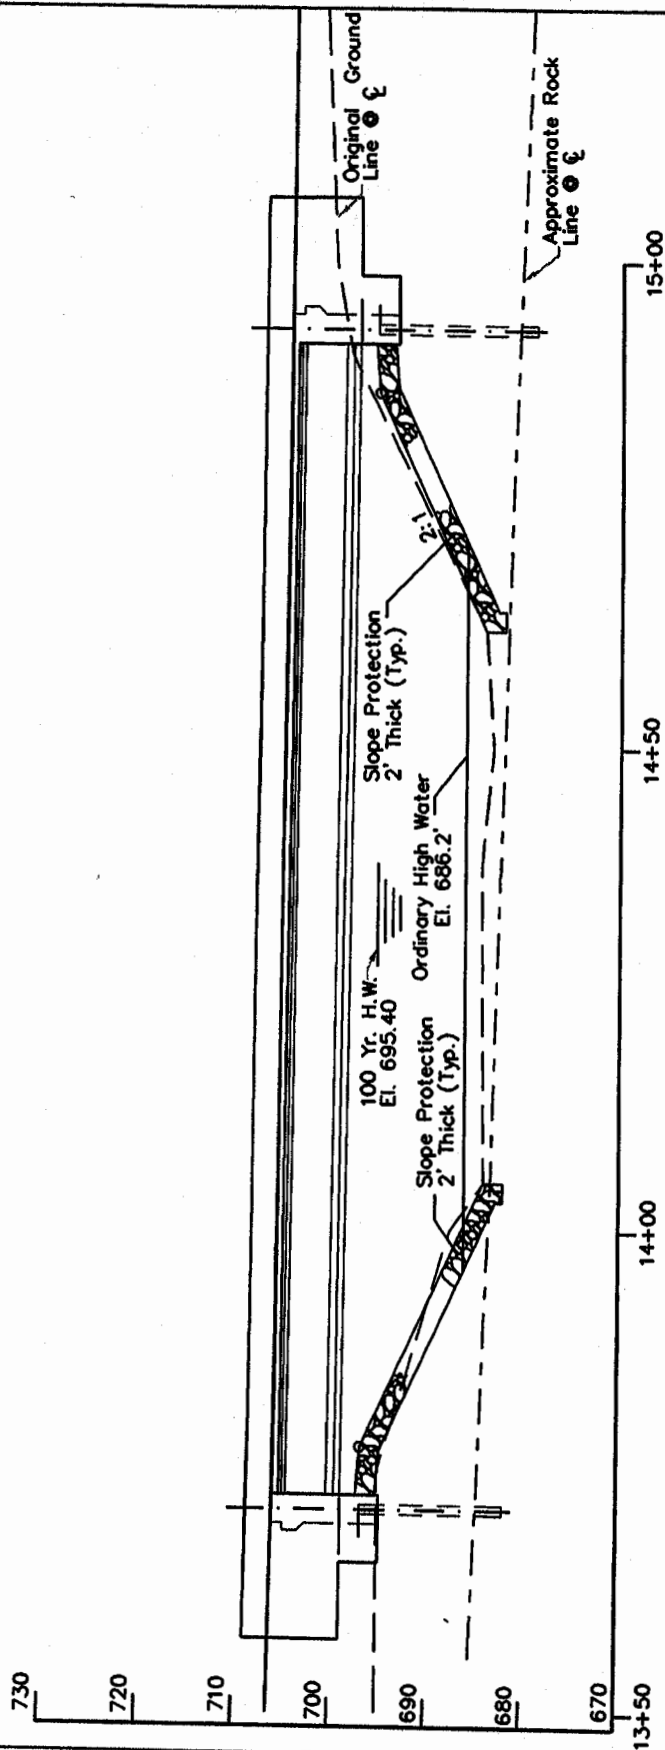 730
720
710
700
690
680
670
13+50
14+00
14+50
15+00
Slope Protection
2' Thick (Typ.)
100 Yr. H.W.
El. 695.40
Ordinary High Water
El. 686.2'
Slope Protection
2' Thick (Typ.)
2:1
Original Ground
Line @ ℄
Approximate Rock
Line @ ℄